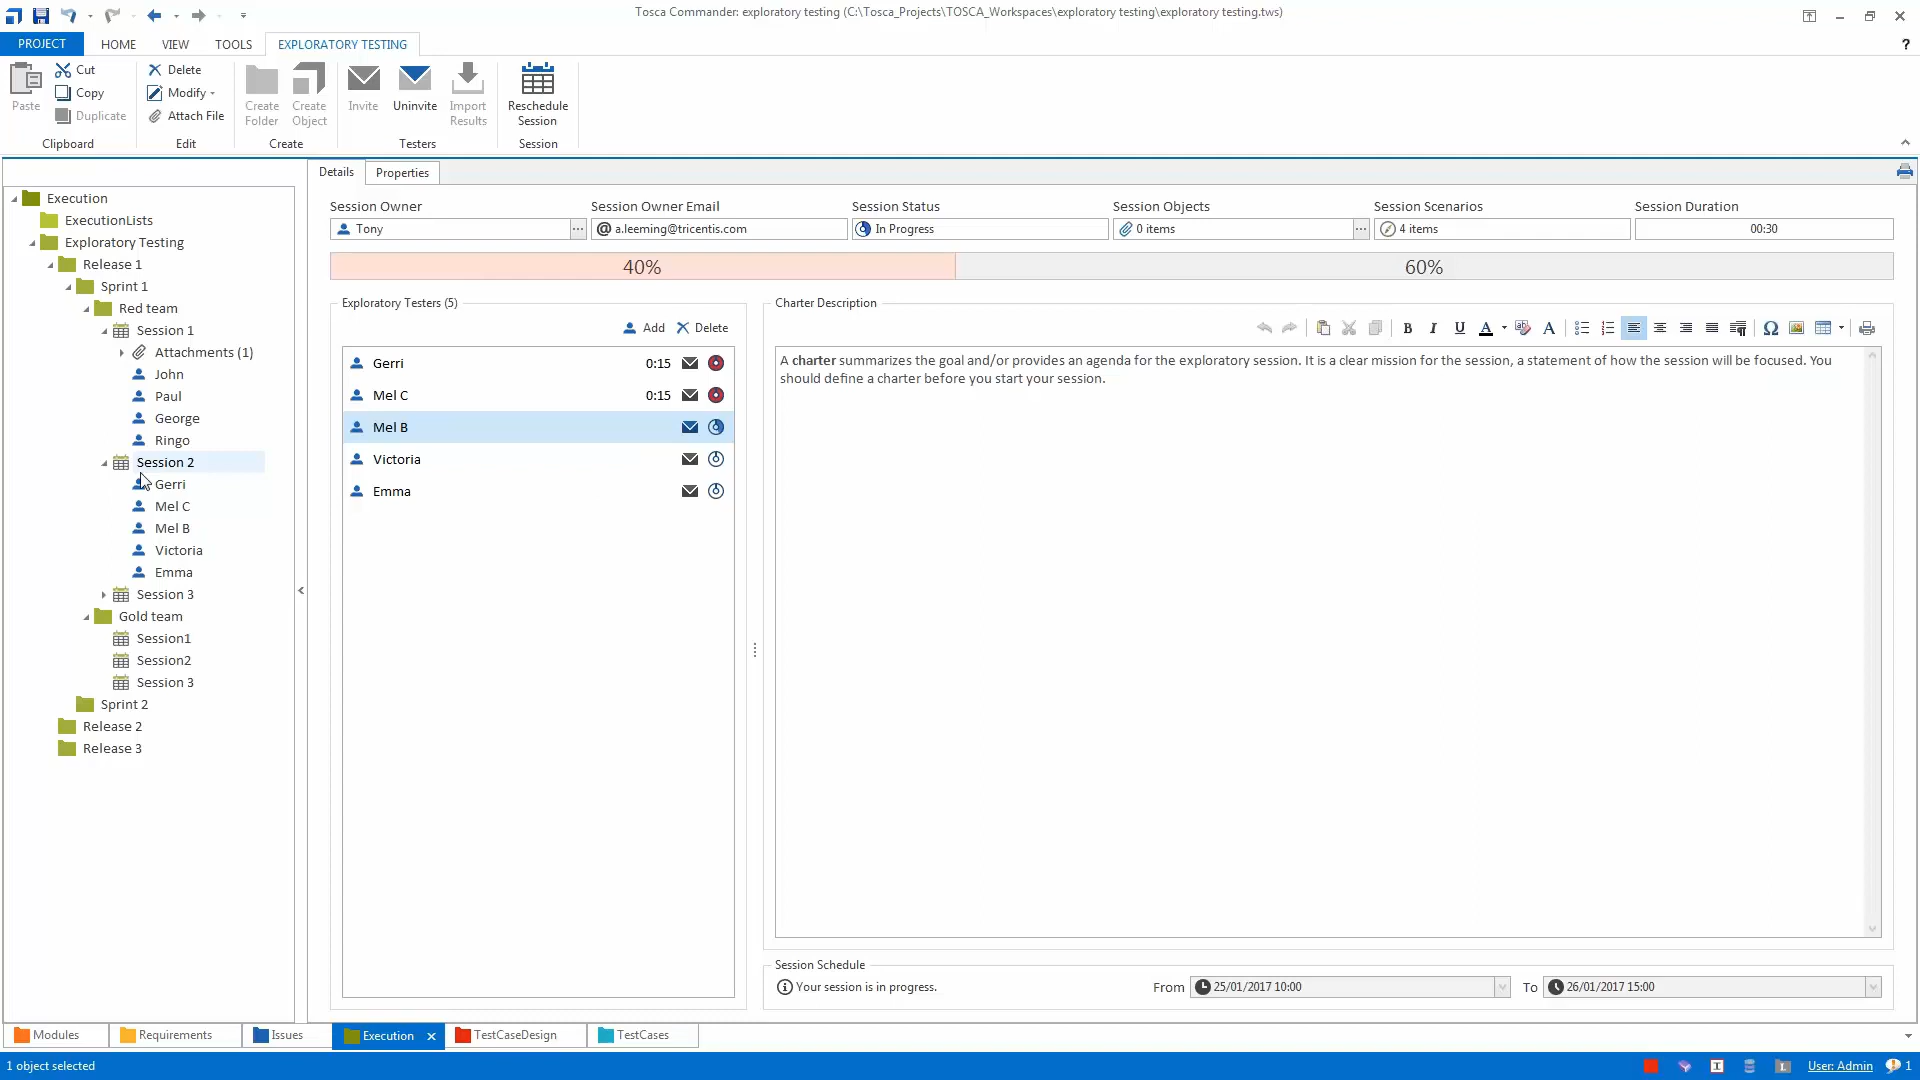 Tosca Commander: exploratory testing (C:\Tosca_Projects\TOSCA_Workspaces\exploratory testing\exploratory testing.tws)
PROJECT HOME VIEW TOOLS EXPLORATORY TESTING ?
Paste Cut Copy Duplicate
Clipboard
Delete Modify Attach File
Edit
Create Folder Create Object
Create
Invite Uninvite Import Results
Testers
Reschedule Session
Session
Details Properties
Execution
ExecutionLists
Exploratory Testing
Release 1
Sprint 1
Red team
Session 1
Attachments (1)
John
Paul
George
Ringo
Session 2
Gerri
Mel C
Mel B
Victoria
Emma
Session 3
Gold team
Session1
Session2
Session 3
Sprint 2
Release 2
Release 3
Session Owner Session Owner Email Session Status Session Objects Session Scenarios Session Duration
Tony ... @ a.leeming@tricentis.com In Progress 0 items ... 4 items 00:30
40% 60%
Exploratory Testers (5)
Add Delete
Gerri 0:15
Mel C 0:15
Mel B
Victoria
Emma
Charter Description
B I U A A Ω
A charter summarizes the goal and/or provides an agenda for the exploratory session. It is a clear mission for the session, a statement of how the session will be focused. You
should define a charter before you start your session.
Session Schedule
Your session is in progress. From 25/01/2017 10:00 To 26/01/2017 15:00
Modules Requirements Issues Execution x TestCaseDesign TestCases
1 object selected User: Admin 1